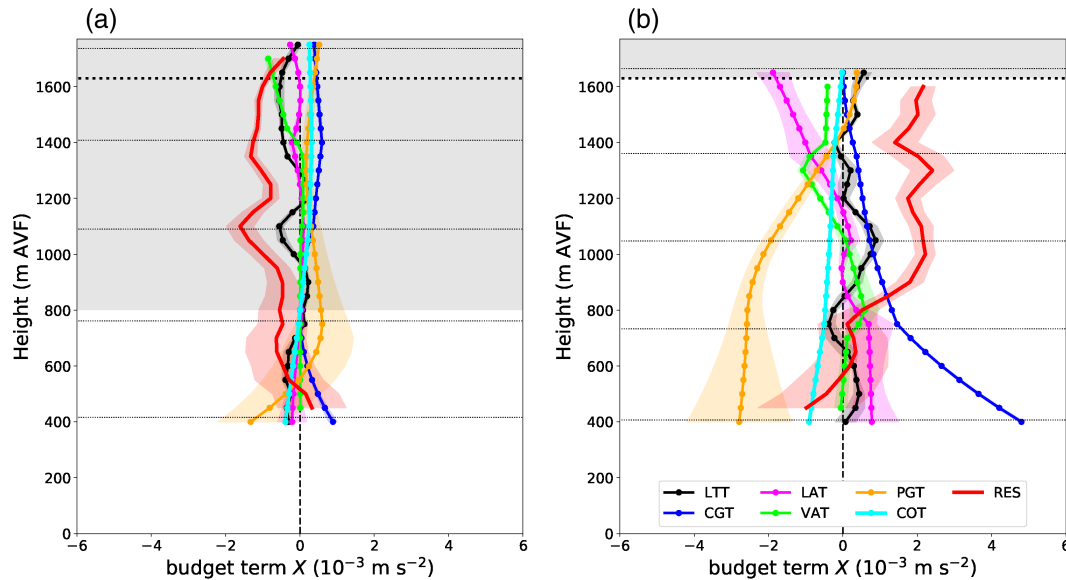 (a)
(b)
1600
1400
1200
1000
800
600
400
200
0
Height (m AVF)
−6
−4
−2
0
2
4
6
budget term X (10⁻³ m s⁻²)
1600
1400
1200
1000
800
600
400
200
0
Height (m AVF)
LTT
LAT
PGT
RES
CGT
VAT
COT
−6
−4
−2
0
2
4
6
budget term X (10⁻³ m s⁻²)